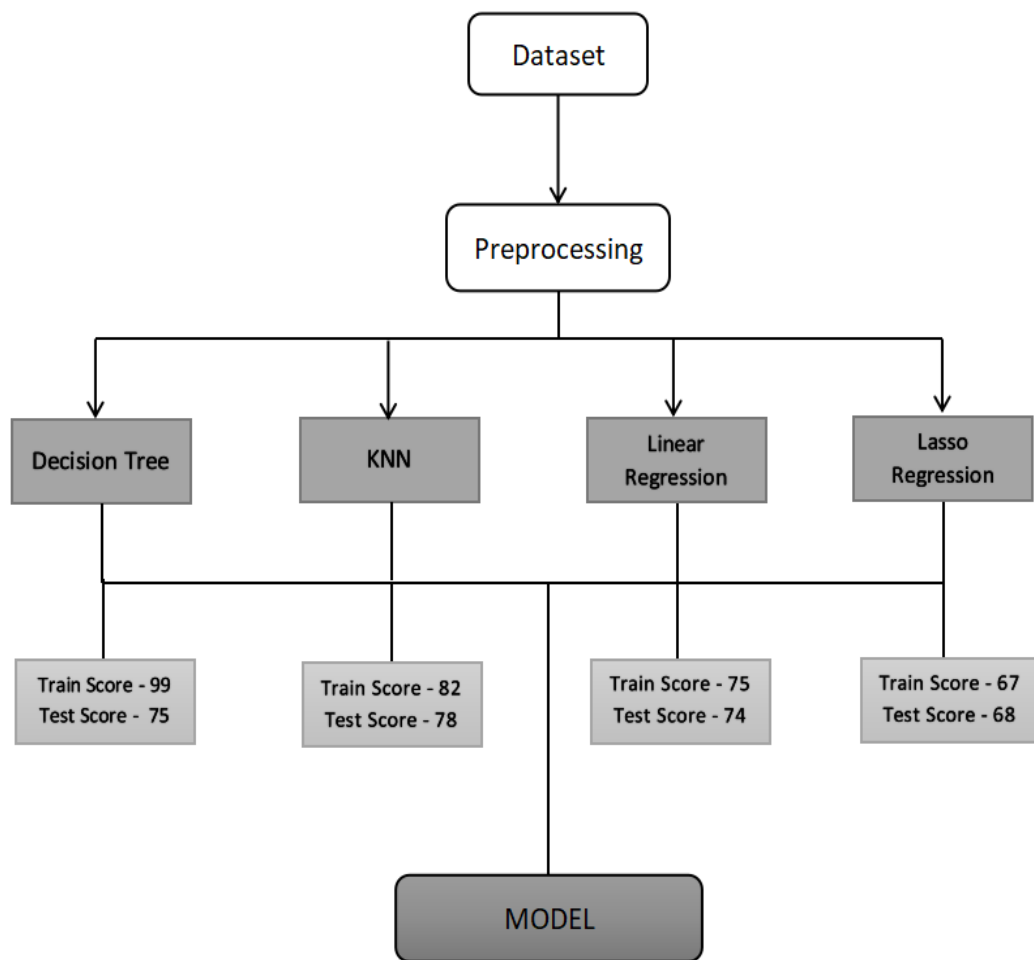 Dataset
Preprocessing
Decision Tree
KNN
Linear
Regression
Lasso
Regression
Train Score - 99
Test Score - 75
Train Score - 82
Test Score - 78
Train Score - 75
Test Score - 74
Train Score - 67
Test Score - 68
MODEL